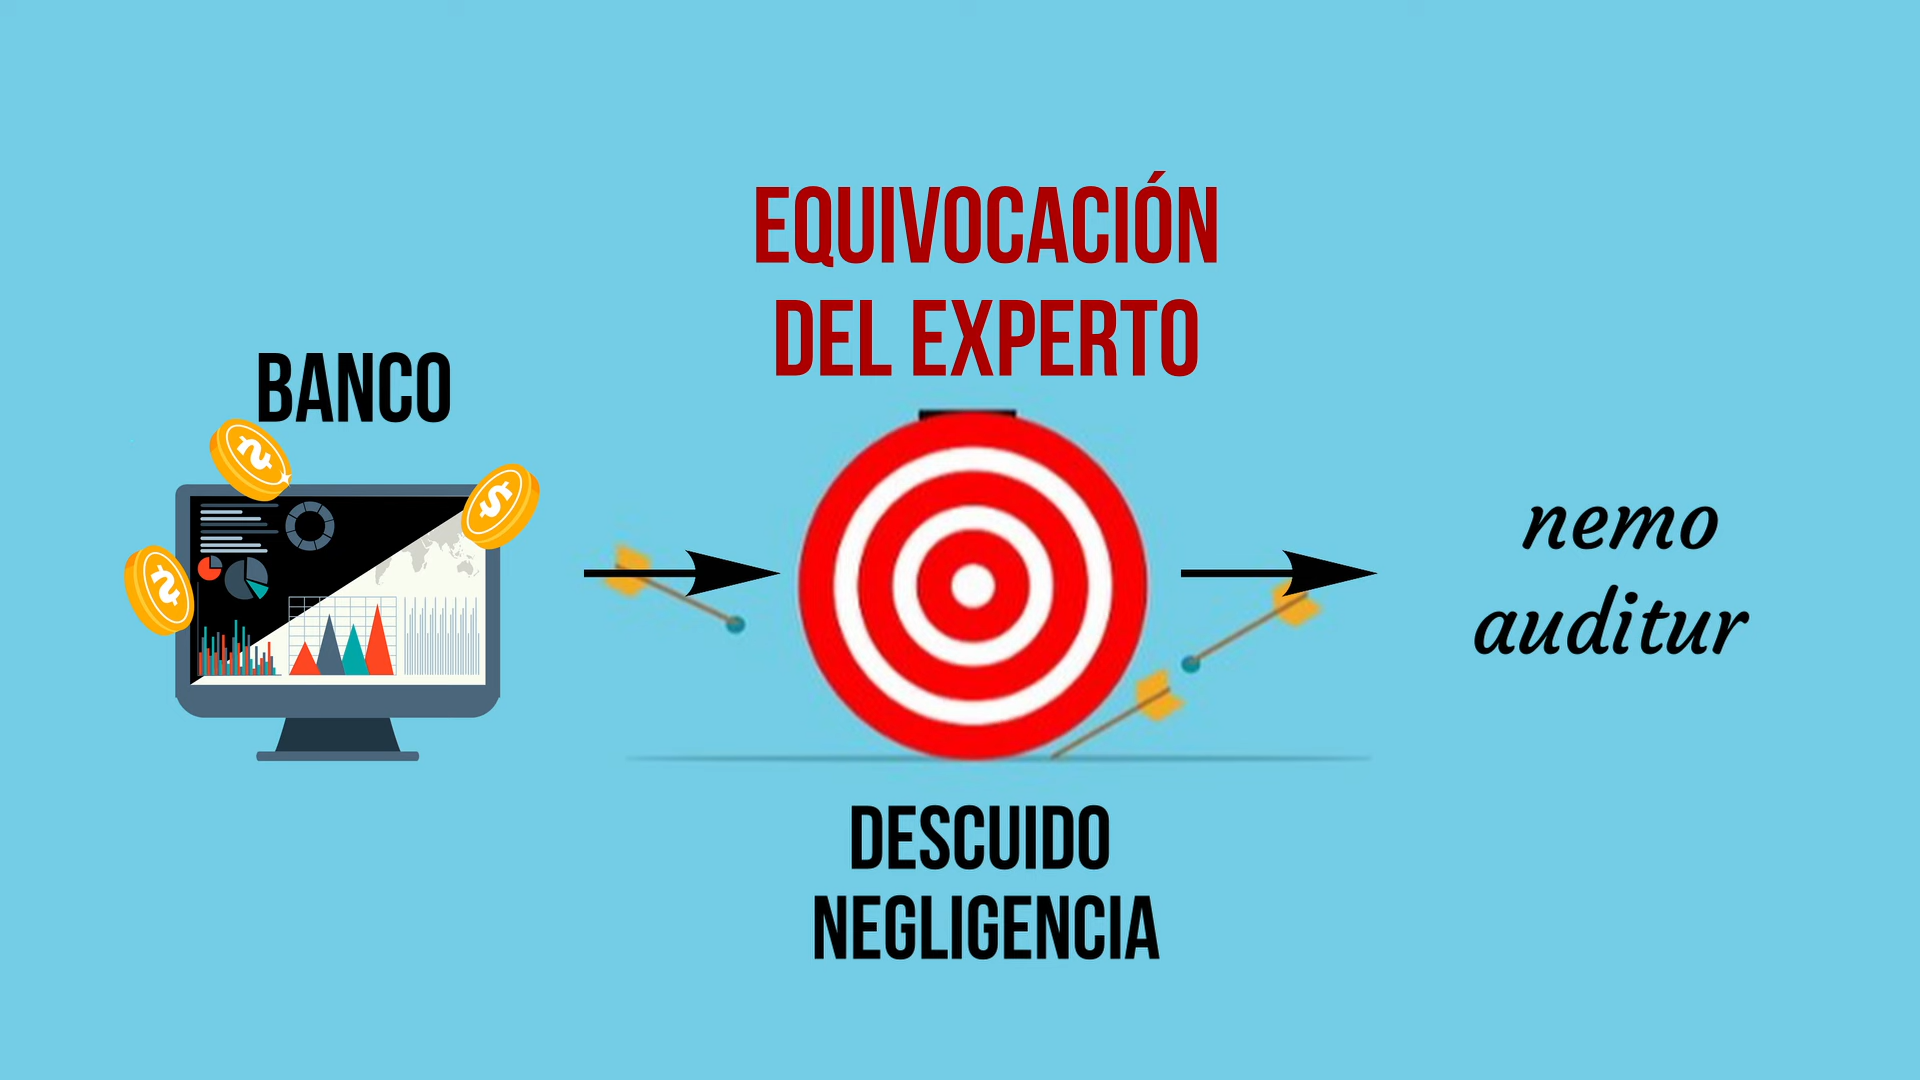 BANCO
EQUIVOCACIÓN
DEL EXPERTO
DESCUIDO
NEGLIGENCIA
nemo
auditur